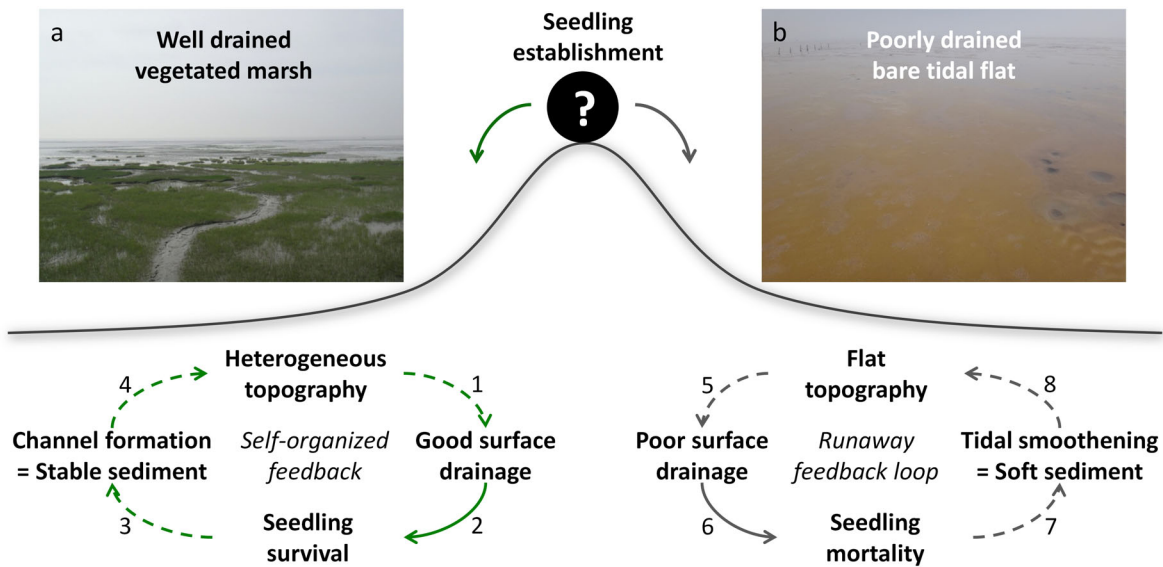 a
Well drained
vegetated marsh
Seedling
establishment
?
b
Poorly drained
bare tidal flat
Heterogeneous
topography
4
1
Channel formation
= Stable sediment
Self-organized
feedback
Good surface
drainage
3
2
Seedling
survival
Flat
topography
5
8
Poor surface
drainage
Runaway
feedback loop
Tidal smoothening
= Soft sediment
6
7
Seedling
mortality